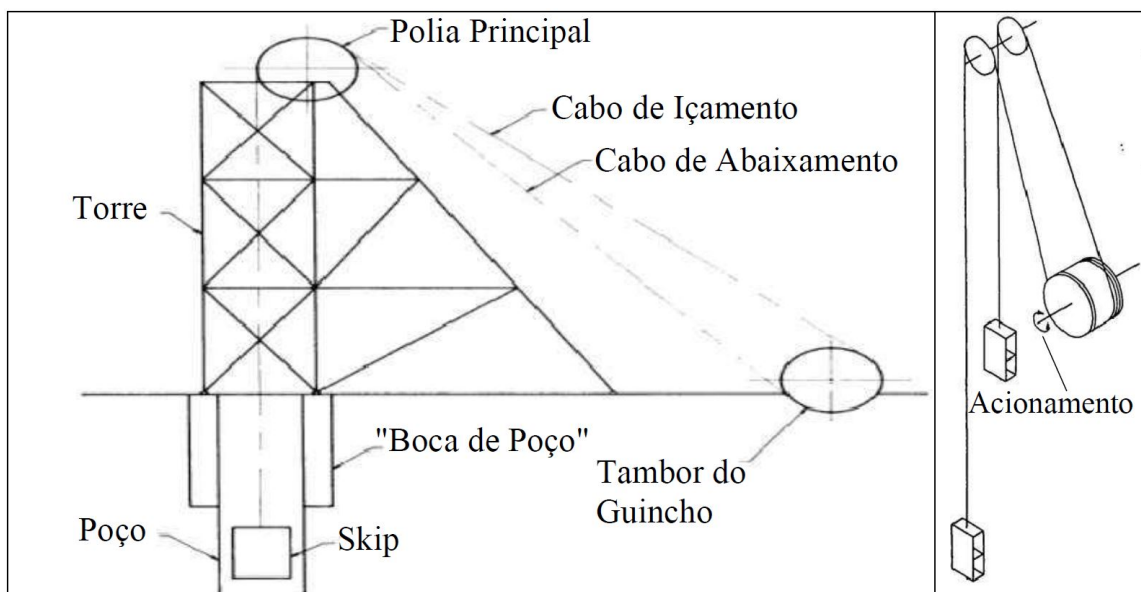 Polia Principal
Cabo de Içamento
Cabo de Abaixamento
Torre
"Boca de Poço"
Tambor do
Guincho
Poço
Skip
Acionamento